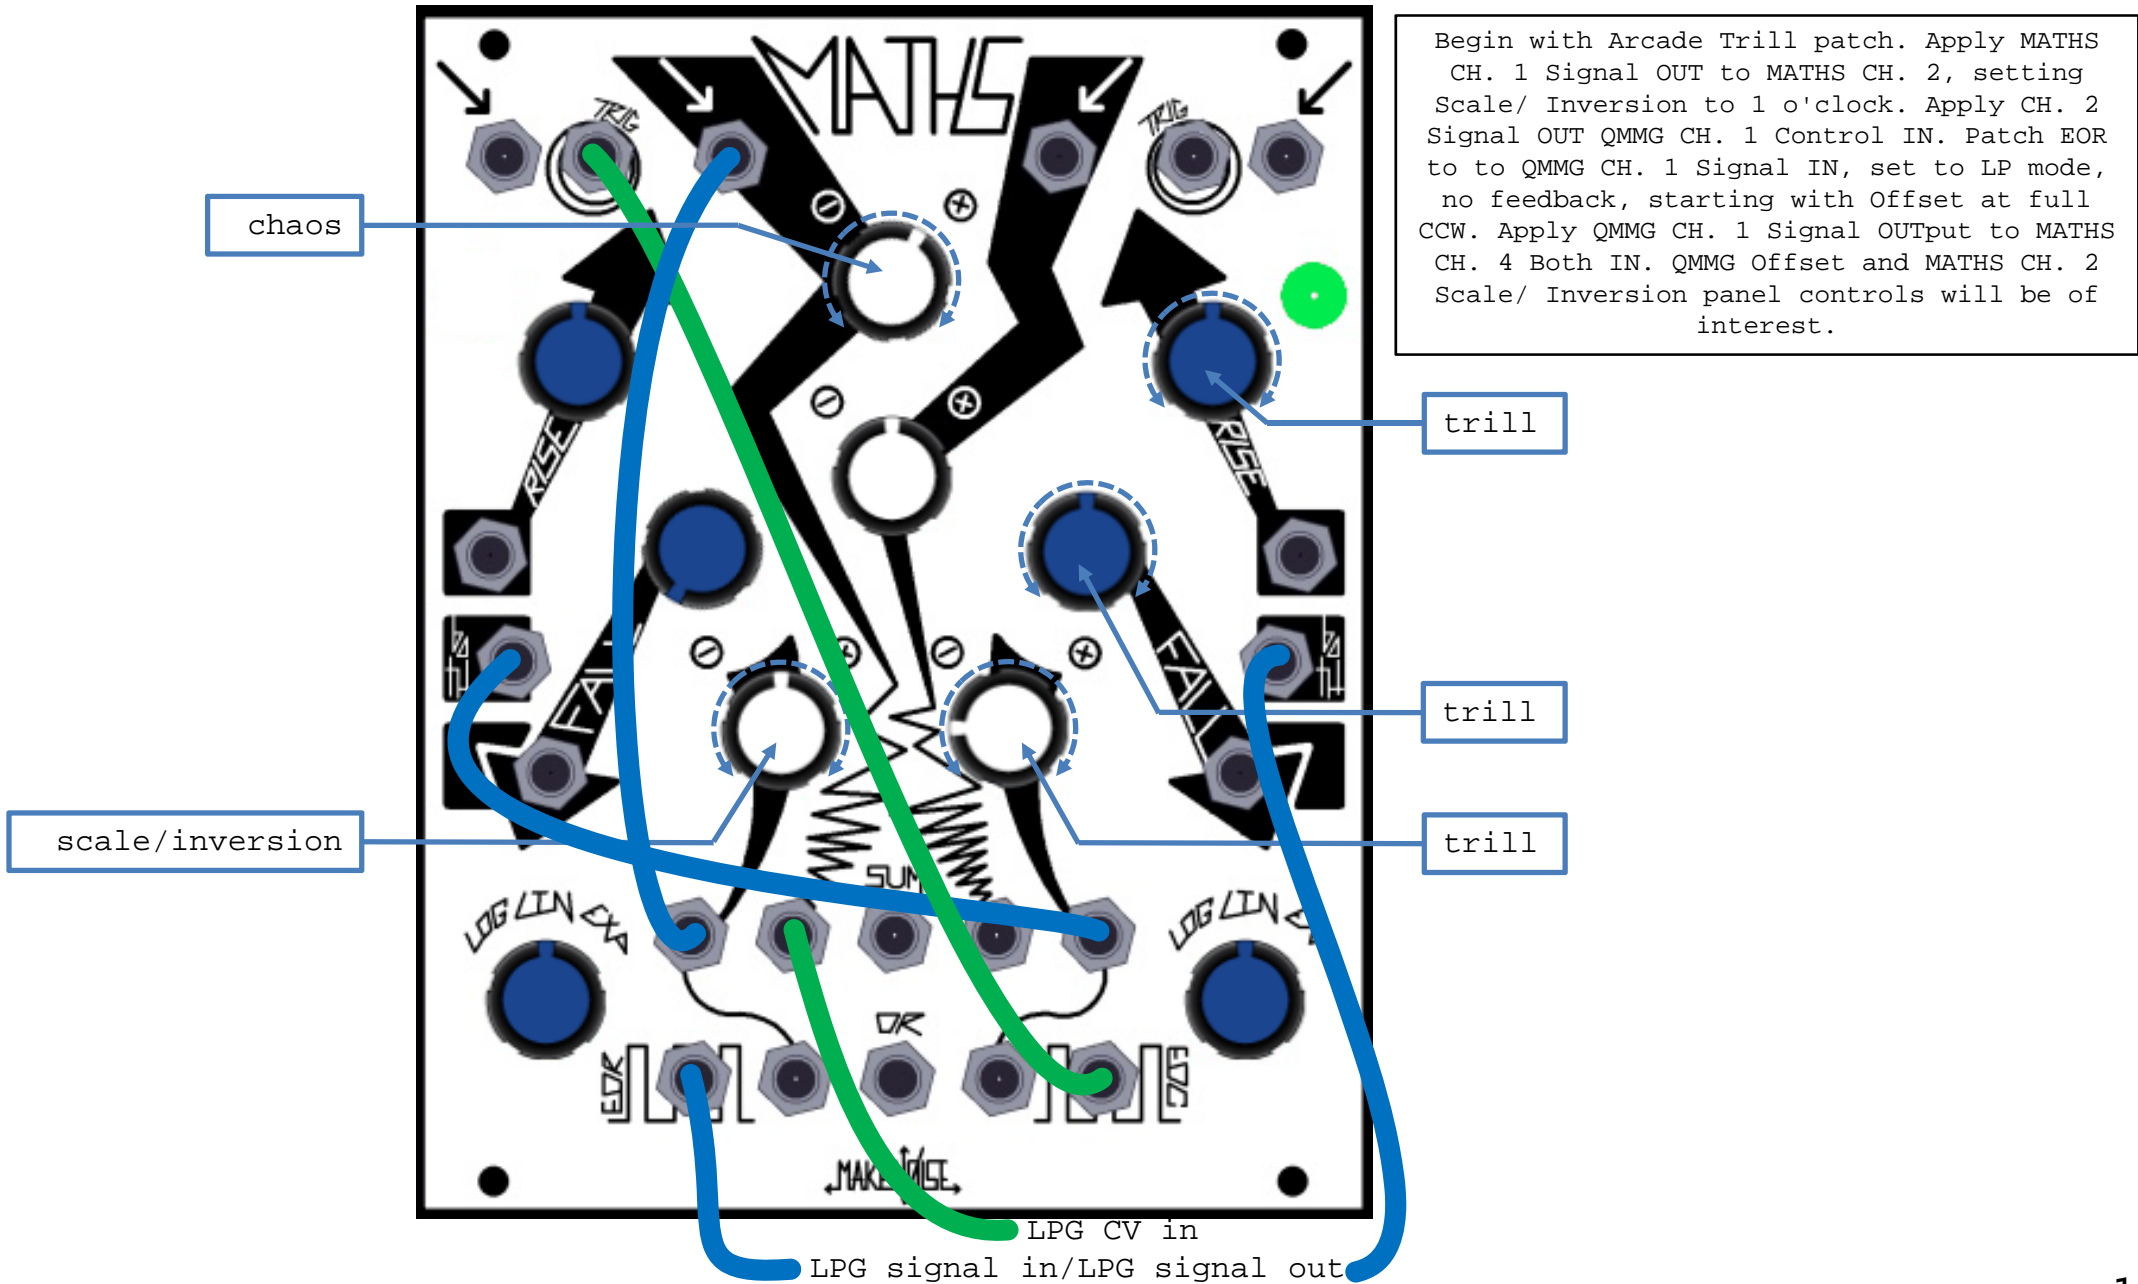 MATHS
Begin with Arcade Trill patch. Apply MATHS
CH. 1 Signal OUT to MATHS CH. 2, setting
Scale/ Inversion to 1 o'clock. Apply CH. 2
Signal OUT QMMG CH. 1 Control IN. Patch EOR
to to QMMG CH. 1 Signal IN, set to LP mode,
no feedback, starting with Offset at full
CCW. Apply QMMG CH. 1 Signal OUTput to MATHS
CH. 4 Both IN. QMMG Offset and MATHS CH. 2
Scale/ Inversion panel controls will be of
interest.
TRIG
TRIG
chaos
trill
RISE
RISE
trill
FALL
FALL
scale/inversion
trill
SUM
LOG LIN EXP
LOG LIN
OR
EOR
EOC
MAKE NOISE
LPG CV in
LPG signal in/LPG signal out